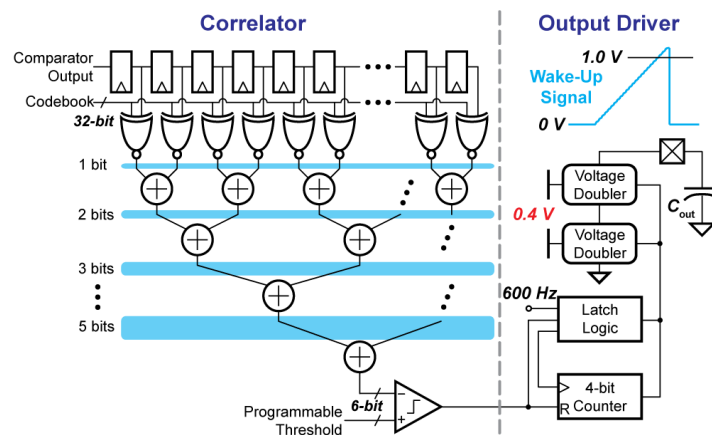 Correlator
Output Driver
Comparator
Output
Codebook
32-bit
1 bit
2 bits
3 bits
5 bits
6-bit
Programmable
Threshold
1.0 V
Wake-Up
Signal
0 V
Voltage
Doubler
0.4 V
Cout
Voltage
Doubler
600 Hz
Latch
Logic
4-bit
Counter
R